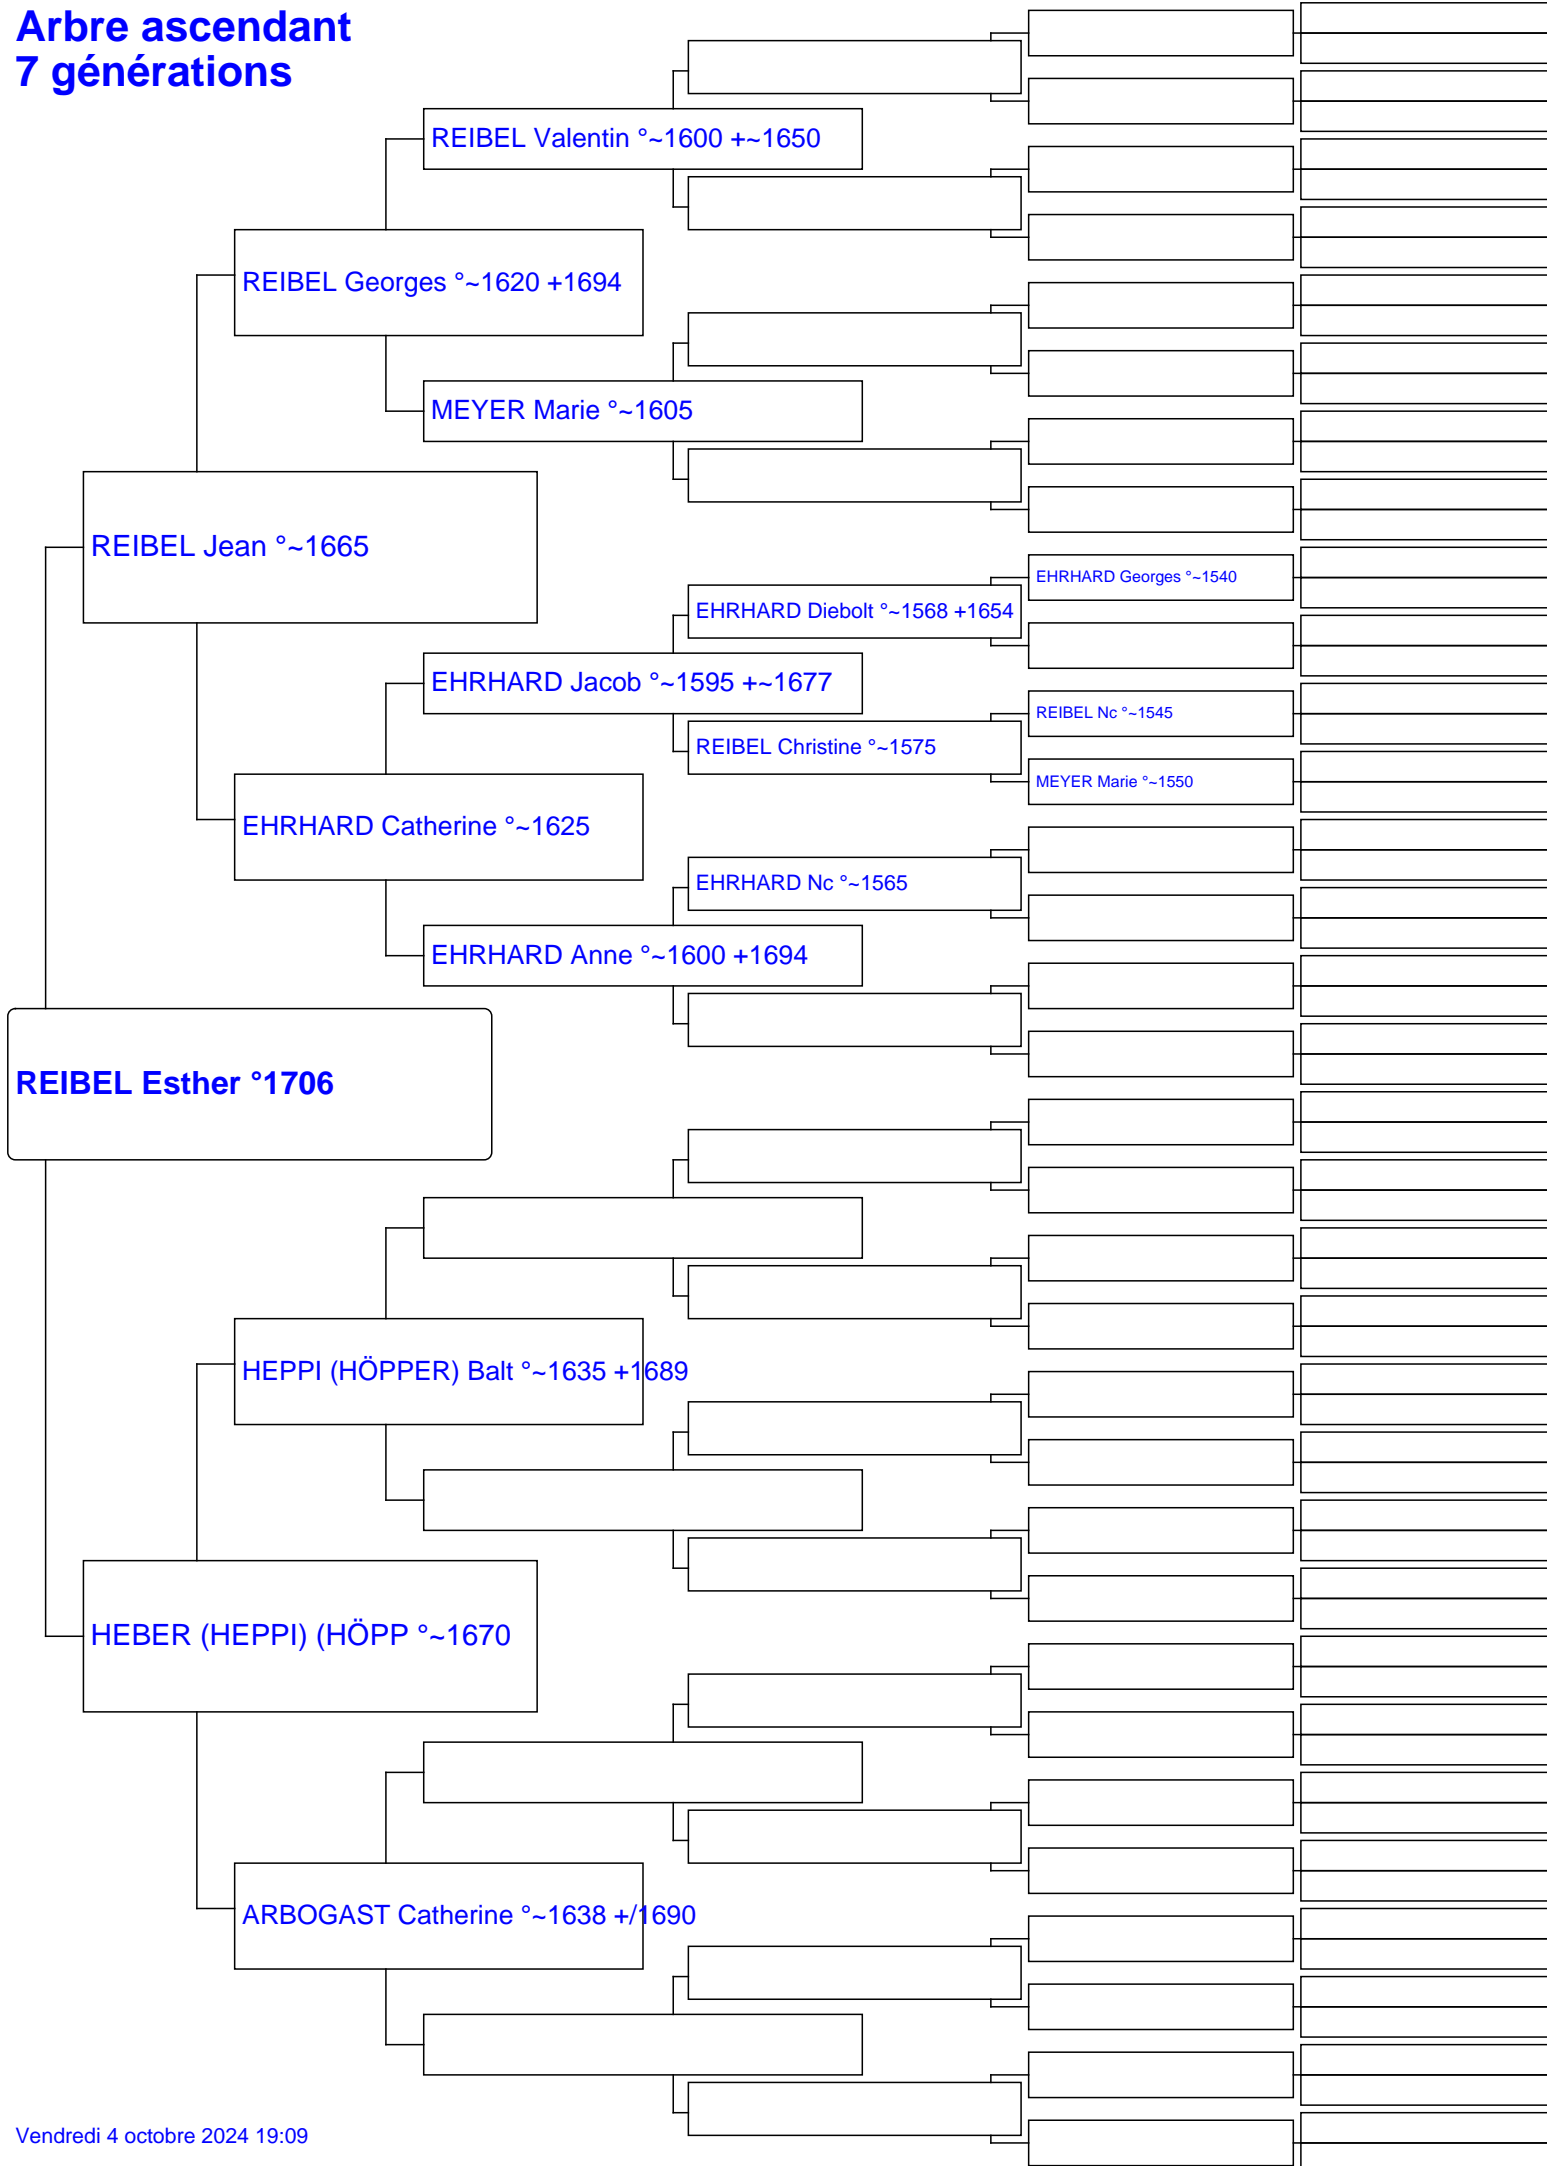 Arbre ascendant
7 générations
REIBEL Valentin °~1600 +~1650
REIBEL Georges °~1620 +1694
MEYER Marie °~1605
REIBEL Jean °~1665
EHRHARD Georges °~1540
EHRHARD Diebolt °~1568 +1654
EHRHARD Jacob °~1595 +~1677
REIBEL Nc °~1545
REIBEL Christine °~1575
MEYER Marie °~1550
EHRHARD Catherine °~1625
EHRHARD Nc °~1565
EHRHARD Anne °~1600 +1694
REIBEL Esther °1706
HEPPI (HÖPPER) Balt °~1635 +1689
HEBER (HEPPI) (HÖPP °~1670
ARBOGAST Catherine °~1638 +/1690
Vendredi 4 octobre 2024 19:09